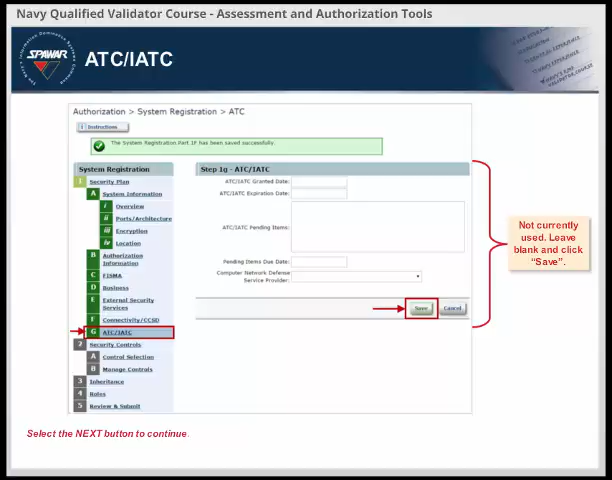 Navy Qualified Validator Course - Assessment and Authorization Tools
SPAWAR
ATC/IATC
Authorization > System Registration > ATC
Instructions
The System Registration Part 1F has been saved successfully.
System Registration
1 Security Plan
A System Information
i Overview
ii Ports/Architecture
iii Encryption
iv Location
B Authorization
Information
C FISMA
D Business
E External Security
Services
F Connectivity/CCSD
G ATC/IATC
2 Security Controls
A Control Selection
B Manage Controls
3 Inheritance
4 Roles
5 Review & Submit
Step 1g - ATC/IATC
ATC/IATC Granted Date:
ATC/IATC Expiration Date:
ATC/IATC Pending Items:
Pending Items Due Date:
Computer Network Defense
Service Provider:
Save Cancel
Not currently
used. Leave
blank and click
“Save”.
Select the NEXT button to continue.